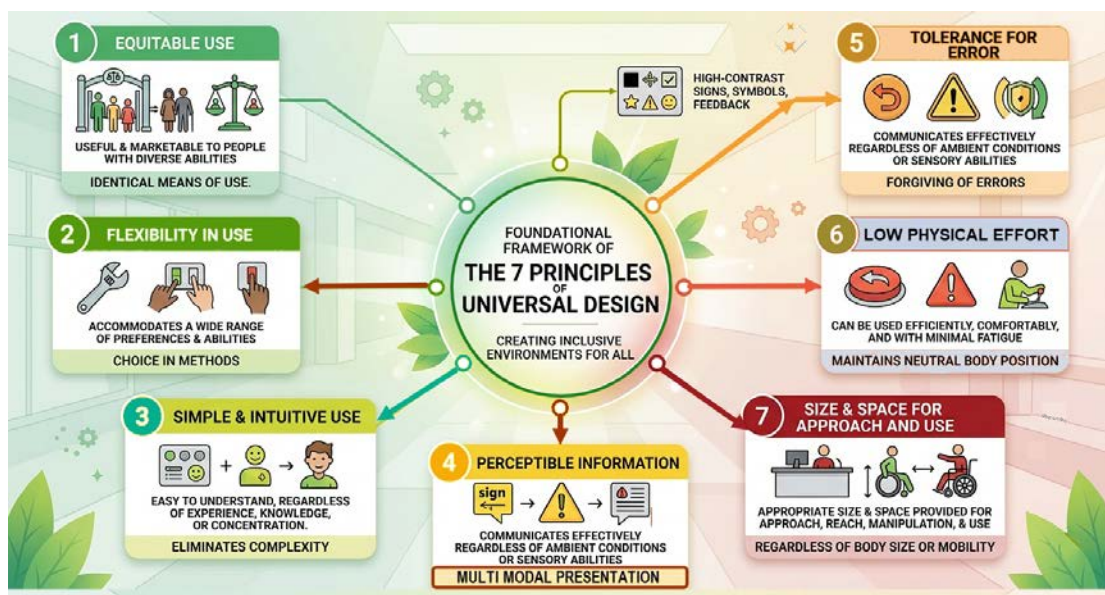 1
EQUITABLE USE
USEFUL & MARKETABLE TO PEOPLE
WITH DIVERSE ABILITIES
IDENTICAL MEANS OF USE.
2
FLEXIBILITY IN USE
ACCOMMODATES A WIDE RANGE
OF PREFERENCES & ABILITIES
CHOICE IN METHODS
3
SIMPLE & INTUITIVE USE
EASY TO UNDERSTAND, REGARDLESS
OF EXPERIENCE, KNOWLEDGE,
OR CONCENTRATION.
ELIMINATES COMPLEXITY
HIGH-CONTRAST
SIGNS, SYMBOLS,
FEEDBACK
FOUNDATIONAL
FRAMEWORK OF
THE 7 PRINCIPLES
OF
UNIVERSAL DESIGN
CREATING INCLUSIVE
ENVIRONMENTS FOR ALL
4
PERCEPTIBLE INFORMATION
sign
COMMUNICATES EFFECTIVELY
REGARDLESS OF AMBIENT CONDITIONS
OR SENSORY ABILITIES
MULTI MODAL PRESENTATION
5
TOLERANCE FOR
ERROR
COMMUNICATES EFFECTIVELY
REGARDLESS OF AMBIENT CONDITIONS
OR SENSORY ABILITIES
FORGIVING OF ERRORS
6
LOW PHYSICAL EFFORT
CAN BE USED EFFICIENTLY, COMFORTABLY,
AND WITH MINIMAL FATIGUE
MAINTAINS NEUTRAL BODY POSITION
7
SIZE & SPACE FOR
APPROACH AND USE
APPROPRIATE SIZE & SPACE PROVIDED FOR
APPROACH, REACH, MANIPULATION, & USE
REGARDLESS OF BODY SIZE OR MOBILITY